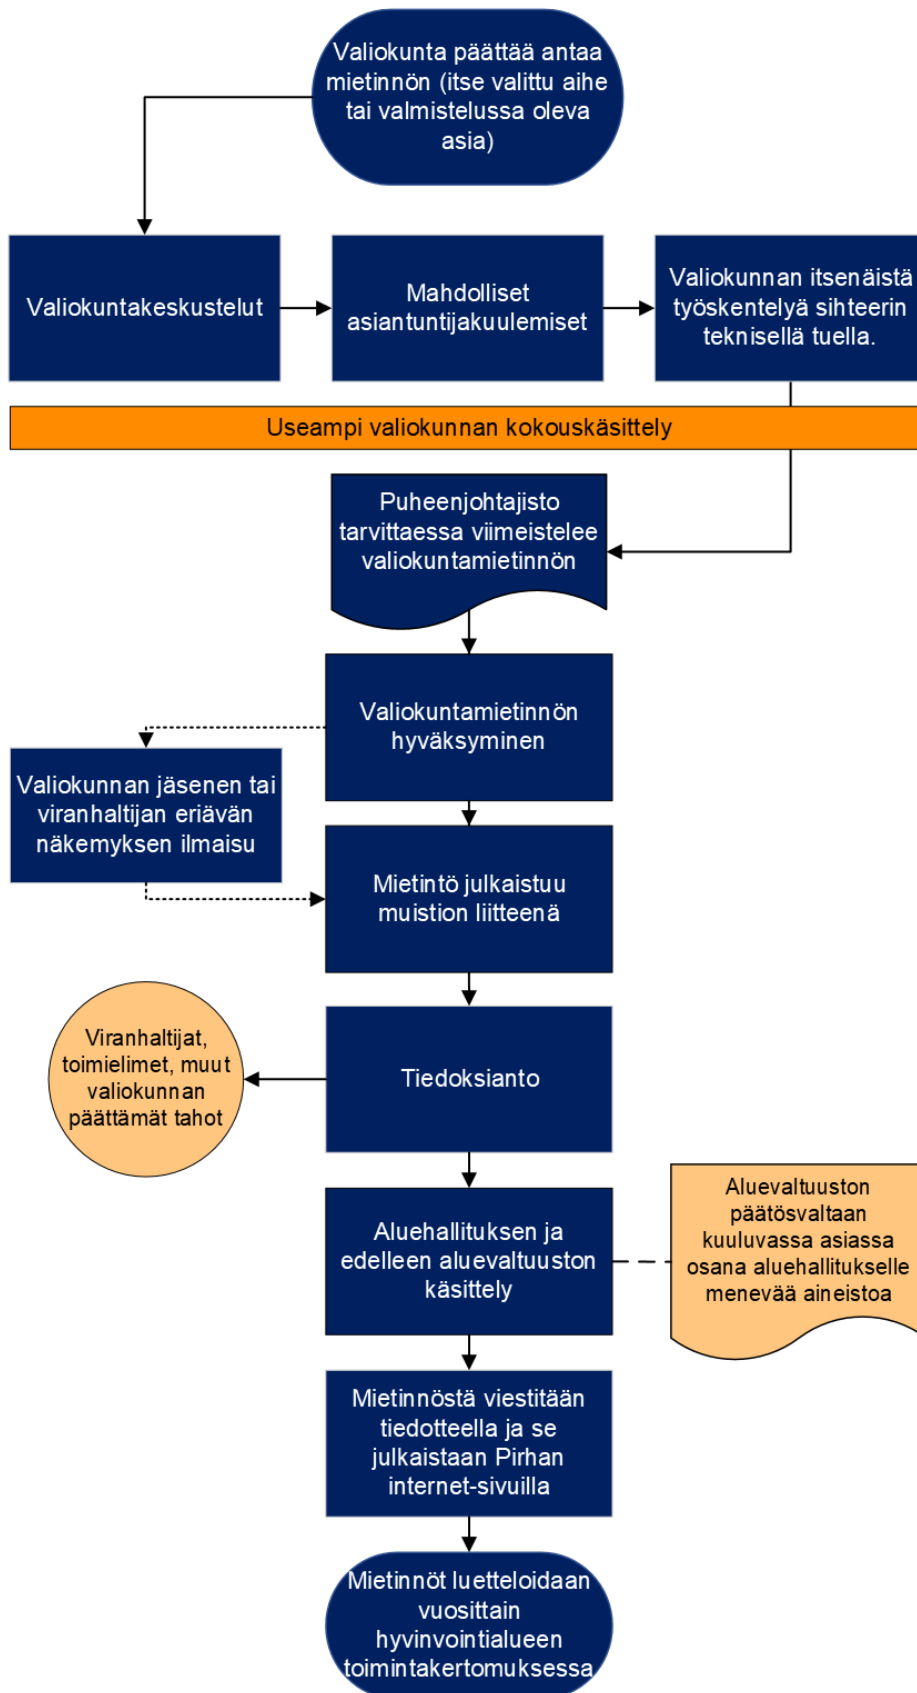 Valiokunta päättää antaa
mietinnön (itse valittu aihe
tai valmistelussa oleva
asia)
Valiokuntakeskustelut
Mahdolliset
asiantuntijakuulemiset
Valiokunnan itsenäistä
työskentelyä sihteerin
teknisellä tuella.
Useampi valiokunnan kokouskäsittely
Puheenjohtajisto
tarvittaessa viimeistelee
valiokuntamietinnön
Valiokuntamietinnön
hyväksyminen
Valiokunnan jäsenen tai
viranhaltijan eriävän
näkemyksen ilmaisu
Mietintö julkaistuu
muistion liitteenä
Viranhaltijat,
toimielimet, muut
valiokunnan
päättämät tahot
Tiedoksianto
Aluehallituksen ja
edelleen aluevaltuuston
käsittely
Aluevaltuuston
päätösvaltaan
kuuluvassa asiassa
osana aluehallitukselle
menevää aineistoa
Mietinnöstä viestitään
tiedotteella ja se
julkaistaan Pirhan
internet-sivuilla
Mietinnöt luetteloidaan
vuosittain
hyvinvointialueen
toimintakertomuksessa